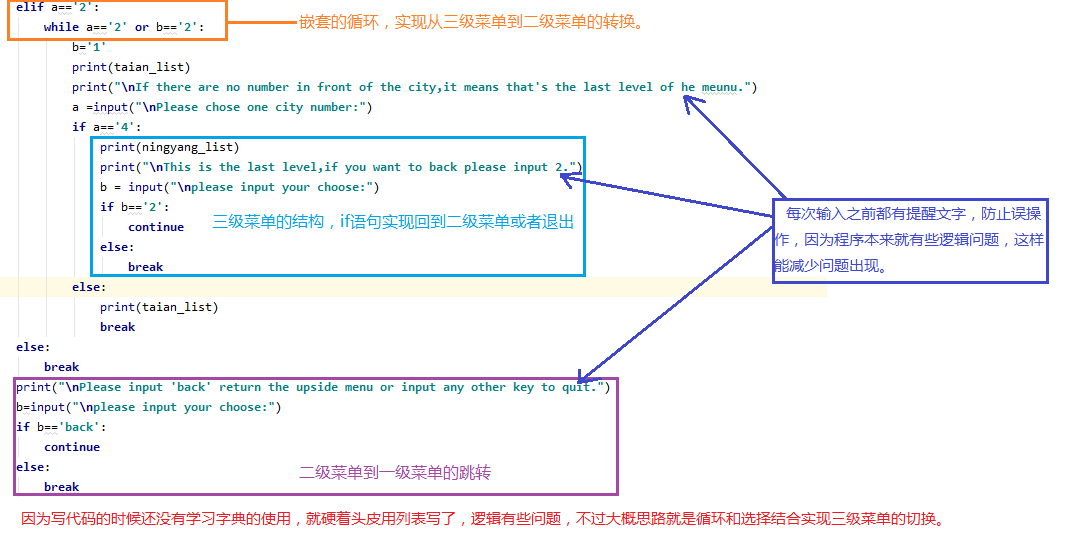 elif a=='2':
嵌套的循环，实现从三级菜单到二级菜单的转换。
while a=='2' or b=='2':
b='1'
print(taian_list)
print("\nIf there are no number in front of the city,it means that's the last level of he meunu.")
a =input("\nPlease chose one city number:")
if a=='4':
print(ningyang_list)
print("\nThis is the last level,if you want to back please input 2.")
b = input("\nplease input your choose:")
if b=='2':
三级菜单的结构，if语句实现回到二级菜单或者退出
continue
else:
break
每次输入之前都有提醒文字，防止误操
作，因为程序本来就有些逻辑问题，这样
能减少问题出现。
else:
print(taian_list)
break
else:
break
print("\nPlease input 'back' return the upside menu or input any other key to quit.")
b=input("\nplease input your choose:")
if b=='back':
continue
else:
二级菜单到一级菜单的跳转
break
因为写代码的时候还没有学习字典的使用，就硬着头皮用列表写了，逻辑有些问题，不过大概思路就是循环和选择结合实现三级菜单的切换。